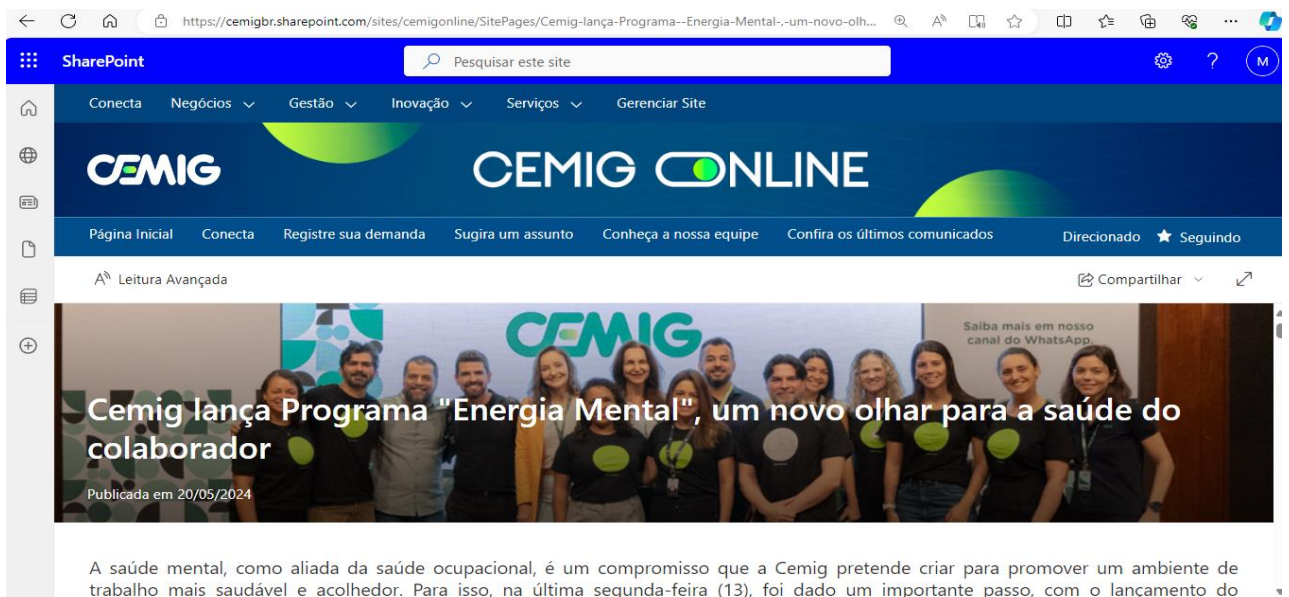 https://cemigbr.sharepoint.com/sites/cemigonline/SitePages/Cemig-lança-Programa--Energia-Mental-,-um-novo-olh...
SharePoint
Pesquisar este site
M
Conecta Negócios Gestão Inovação Serviços Gerenciar Site
CEMIG
CEMIG ONLINE
Página Inicial Conecta Registre sua demanda Sugira um assunto Conheça a nossa equipe Confira os últimos comunicados Direcionado Seguindo
Leitura Avançada Compartilhar
CEMIG
Saiba mais em nosso
canal do WhatsApp.
Cemig lança Programa "Energia Mental", um novo olhar para a saúde do
colaborador
Publicada em 20/05/2024
A saúde mental, como aliada da saúde ocupacional, é um compromisso que a Cemig pretende criar para promover um ambiente de
trabalho mais saudável e acolhedor. Para isso, na última segunda-feira (13), foi dado um importante passo, com o lançamento do